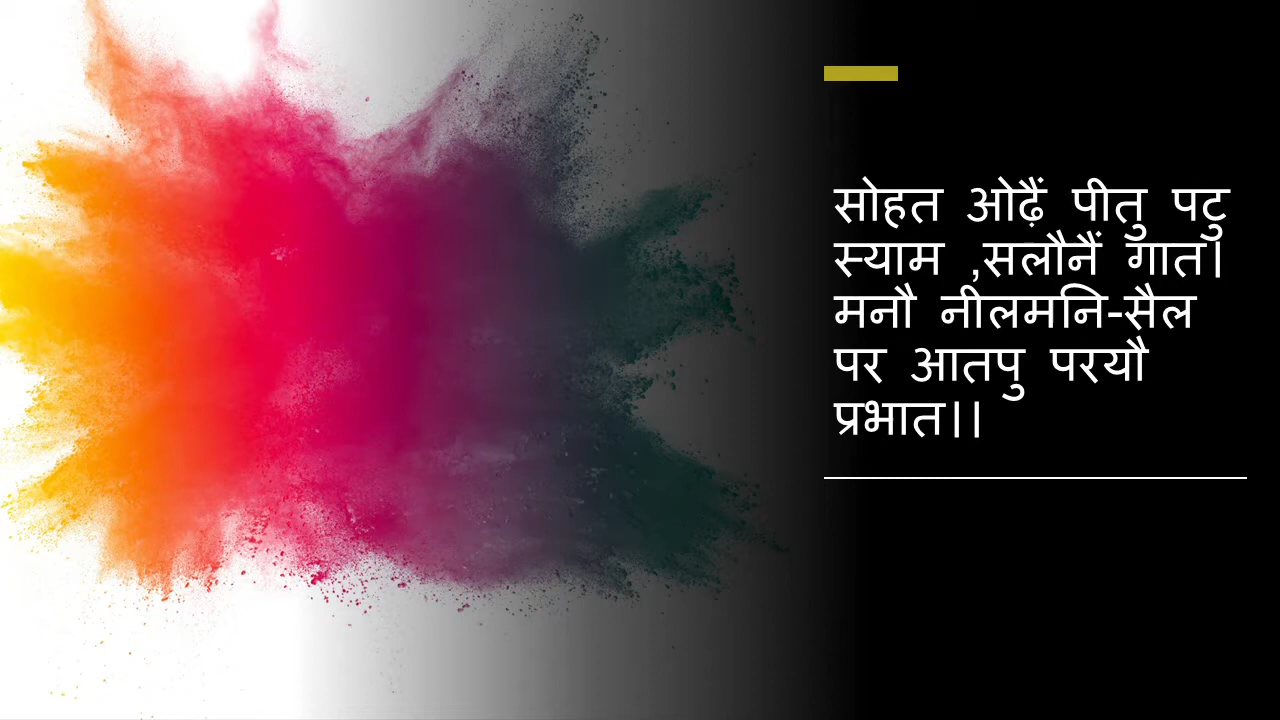 सोहत ओढ़ैं पीतु पटु
स्याम ,सलौनैं गात।
मनौ नीलमनि-सैल
पर आतपु परयौ
प्रभात।।